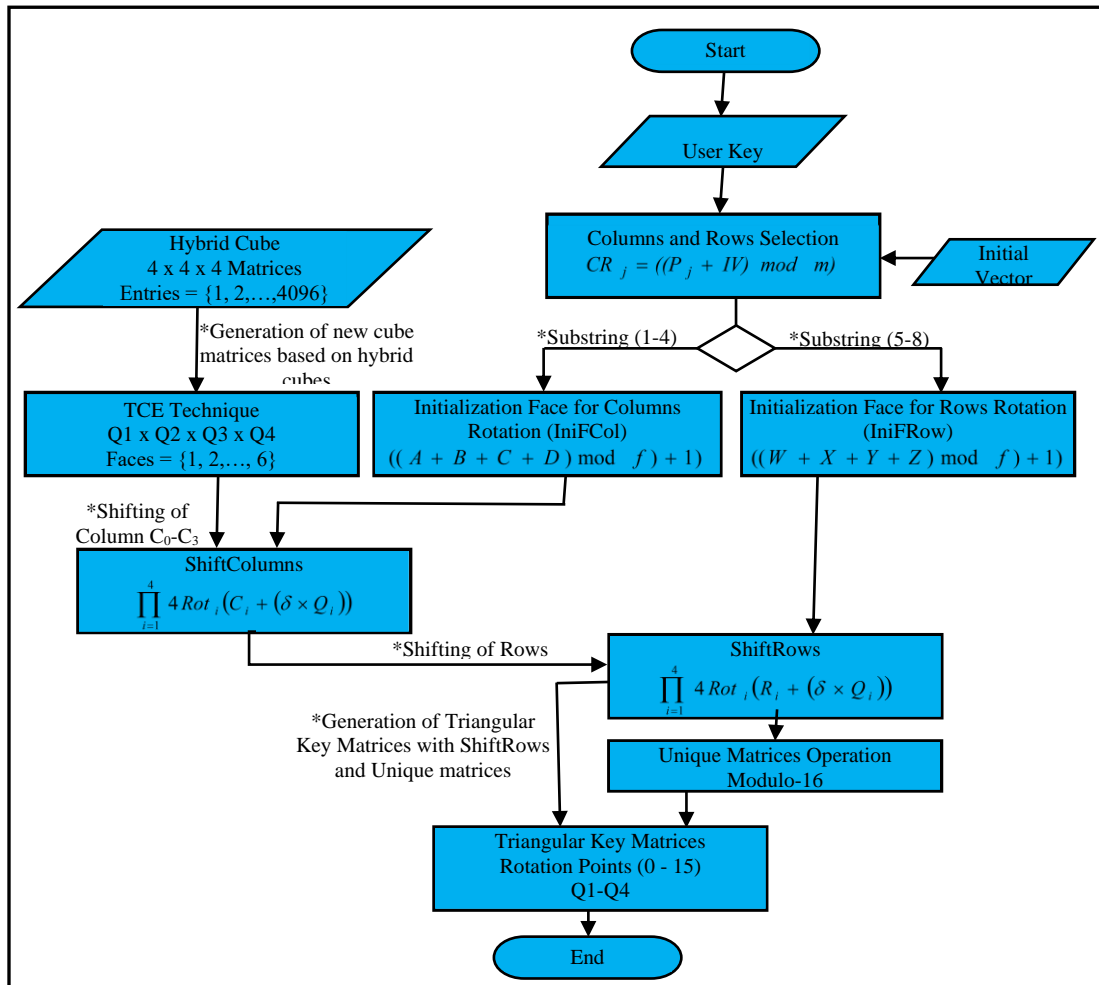 Start
User Key
Columns and Rows Selection
CR j = ((P j + IV) mod m)
Initial
Vector
Hybrid Cube
4 x 4 x 4 Matrices
Entries = {1, 2,…,4096}
*Generation of new cube
matrices based on hybrid
cubes
*Substring (1-4)
*Substring (5-8)
TCE Technique
Q1 x Q2 x Q3 x Q4
Faces = {1, 2,…, 6}
Initialization Face for Columns
Rotation (IniFCol)
(( A + B + C + D ) mod f ) + 1)
Initialization Face for Rows Rotation
(IniFRow)
((W + X + Y + Z ) mod f ) + 1)
*Shifting of
Column C₀-C₃
ShiftColumns
∏ i=1 4 4 Rot i (C i + (δ × Q i ))
*Shifting of Rows
ShiftRows
∏ i=1 4 4 Rot i (R i + (δ × Q i ))
*Generation of Triangular
Key Matrices with ShiftRows
and Unique matrices
Unique Matrices Operation
Modulo-16
Triangular Key Matrices
Rotation Points (0 - 15)
Q1-Q4
End